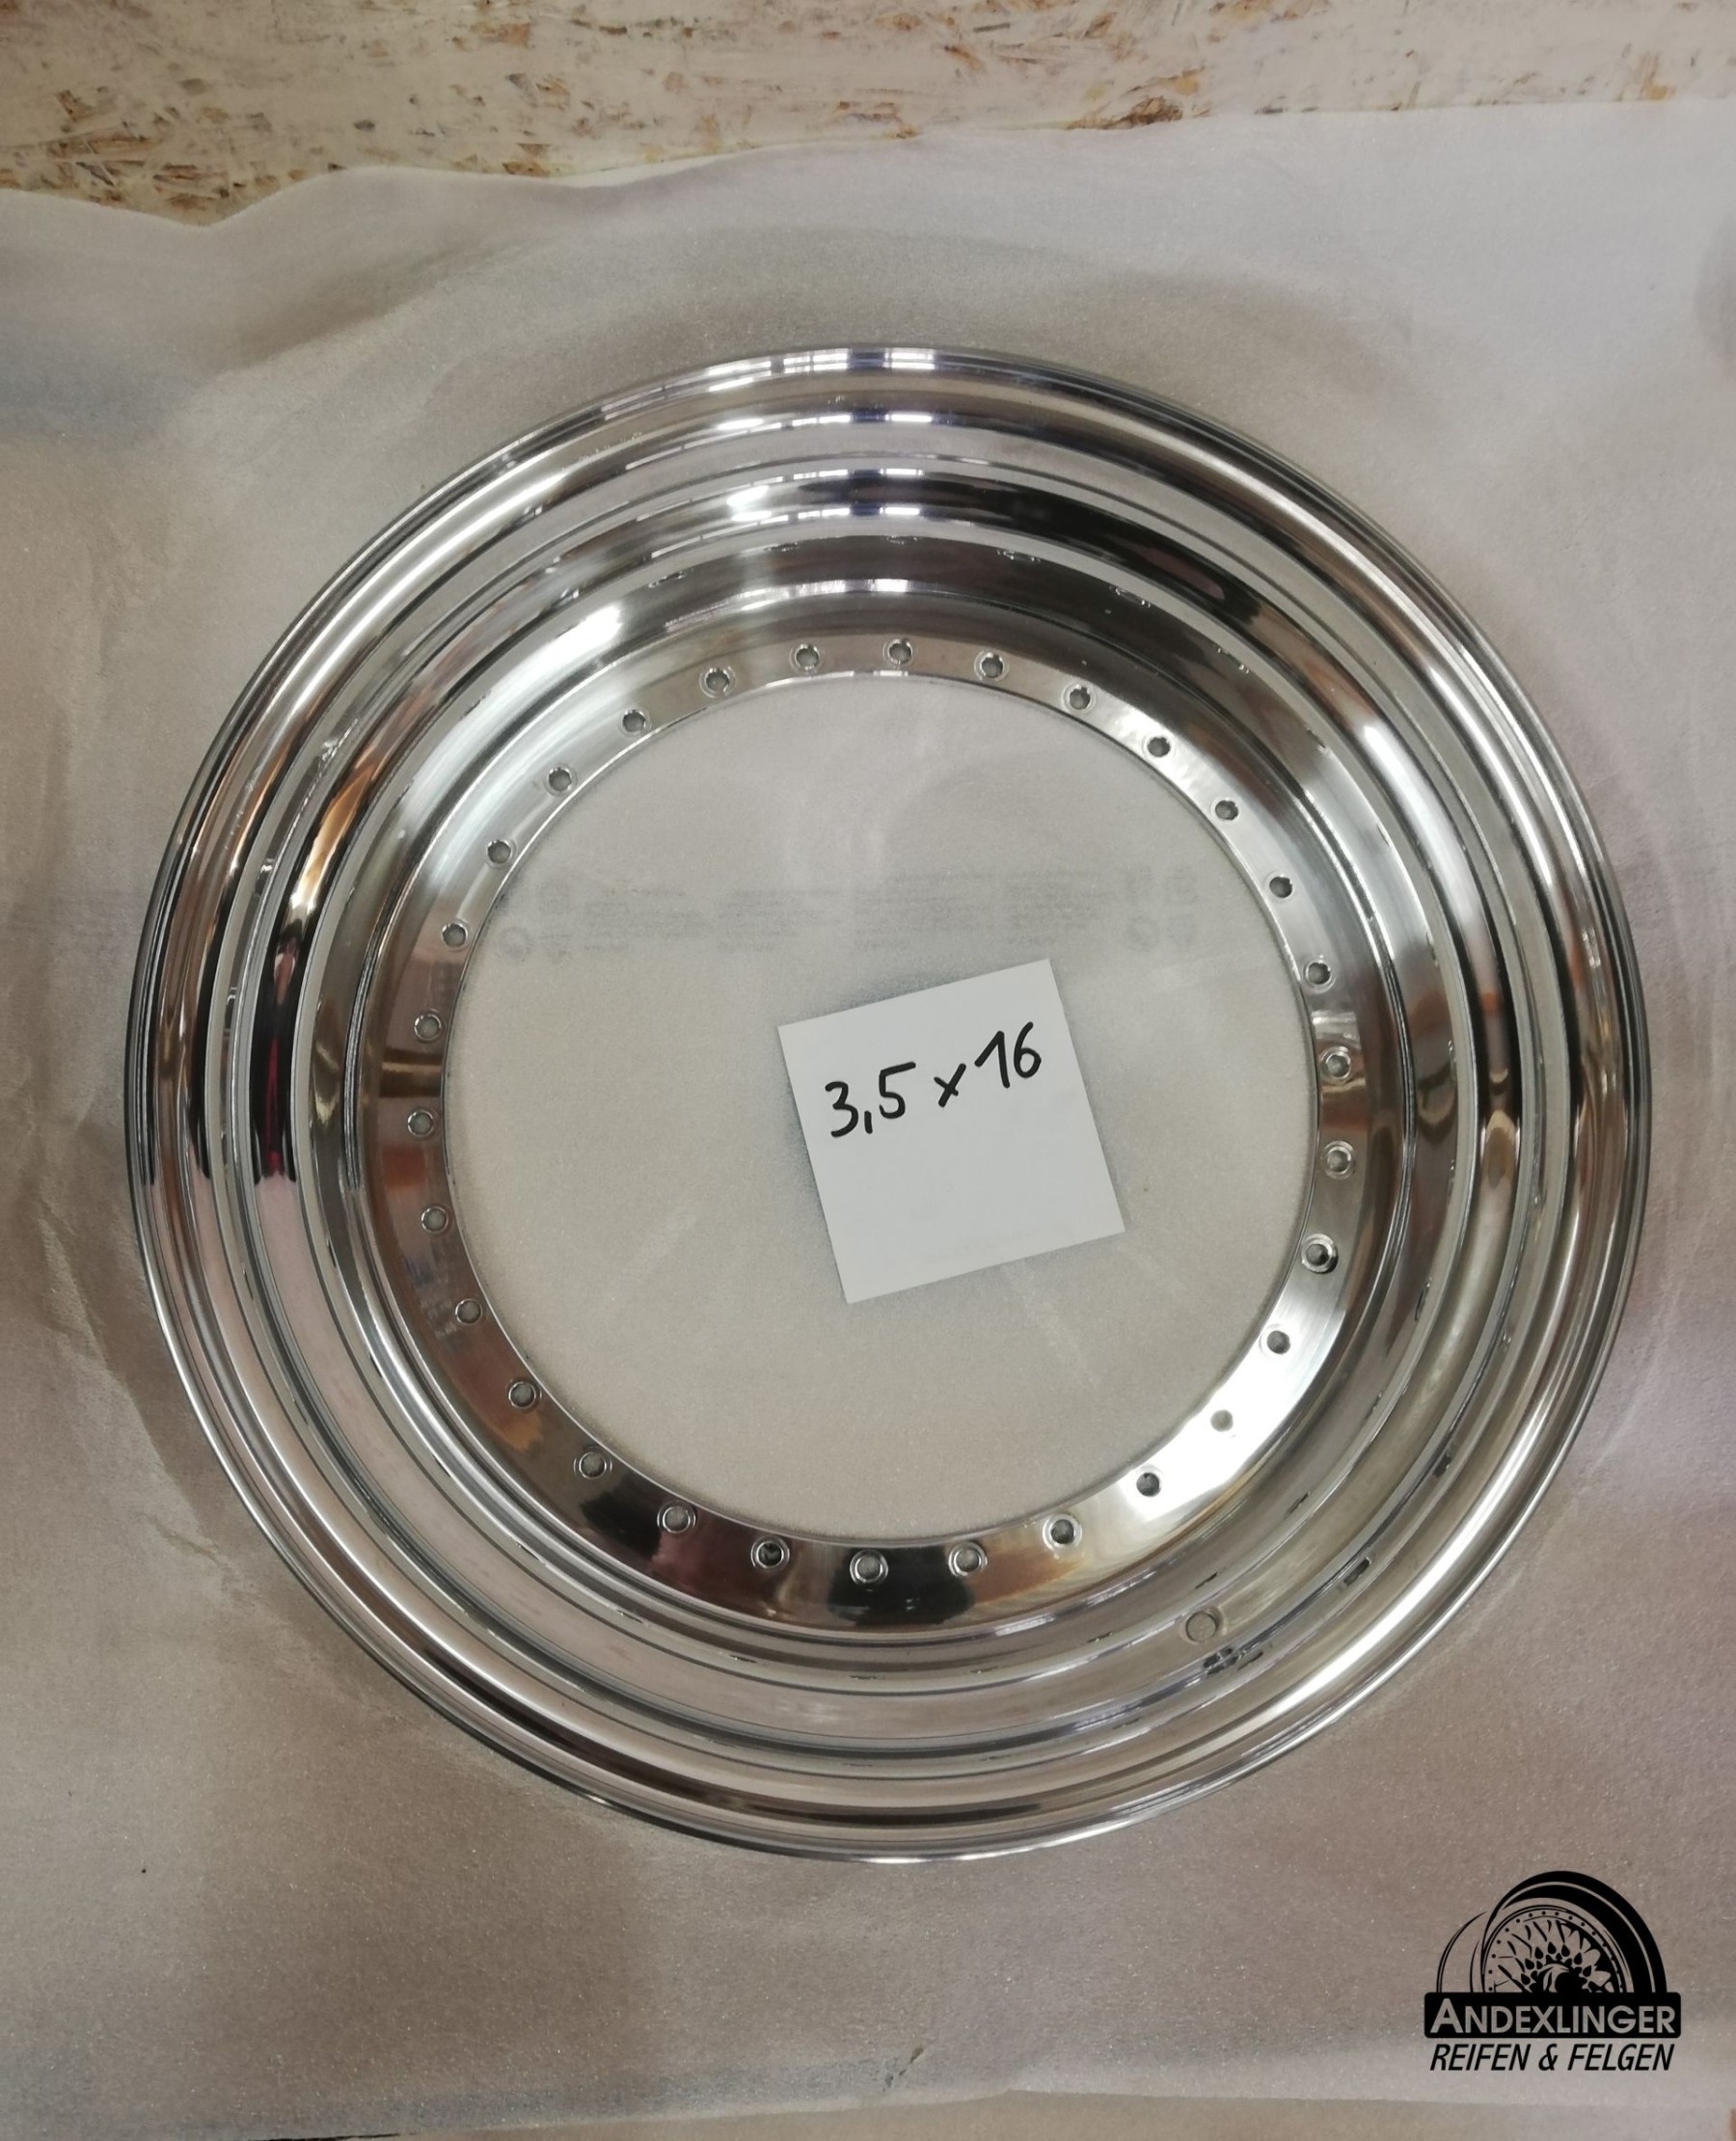 3,5 x 16
ANDEXLINGER
REIFEN & FELGEN